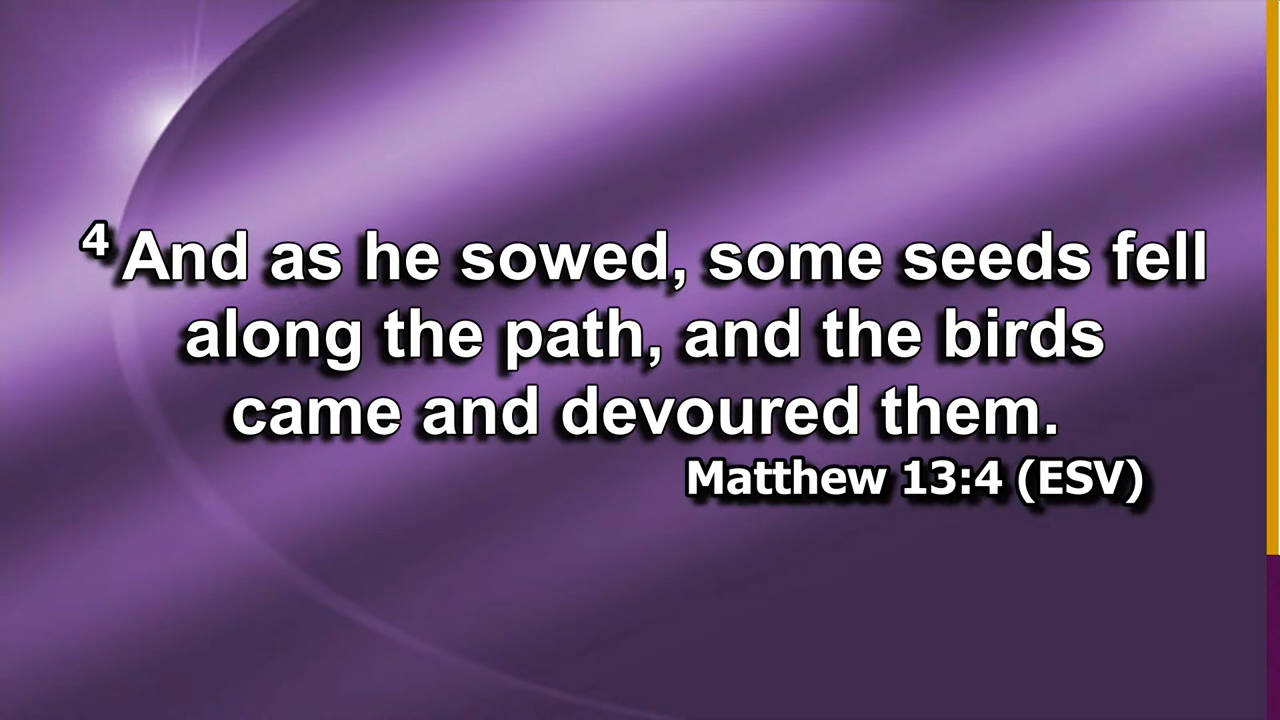 4 And as he sowed, some seeds fell
along the path, and the birds
came and devoured them.
Matthew 13:4 (ESV)